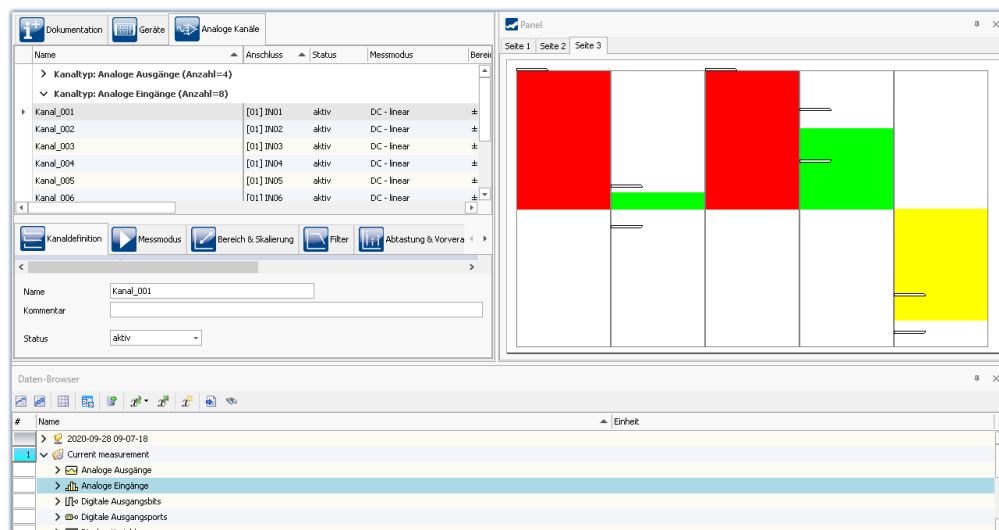 Dokumentation Geräte Analoge Kanäle
Name Anschluss Status Messmodus Bereic
Kanaltyp: Analoge Ausgänge (Anzahl=4)
Kanaltyp: Analoge Eingänge (Anzahl=8)
Kanal_001 [01] IN01 aktiv DC - linear ±
Kanal_002 [01] IN02 aktiv DC - linear ±
Kanal_003 [01] IN03 aktiv DC - linear ±
Kanal_004 [01] IN04 aktiv DC - linear ±
Kanal_005 [01] IN05 aktiv DC - linear ±
Kanal_006 [01] IN06 aktiv DC - linear ±
Kanaldefinition Messmodus Bereich & Skalierung Filter Abtastung & Vorvera
Name Kanal_001
Kommentar
Status aktiv
Panel
Seite 1 Seite 2 Seite 3
Daten-Browser
# Name Einheit
2020-09-28 09-07-18
1 Current measurement
Analoge Ausgänge
Analoge Eingänge
Digitale Ausgangsbits
Digitale Ausgangsports